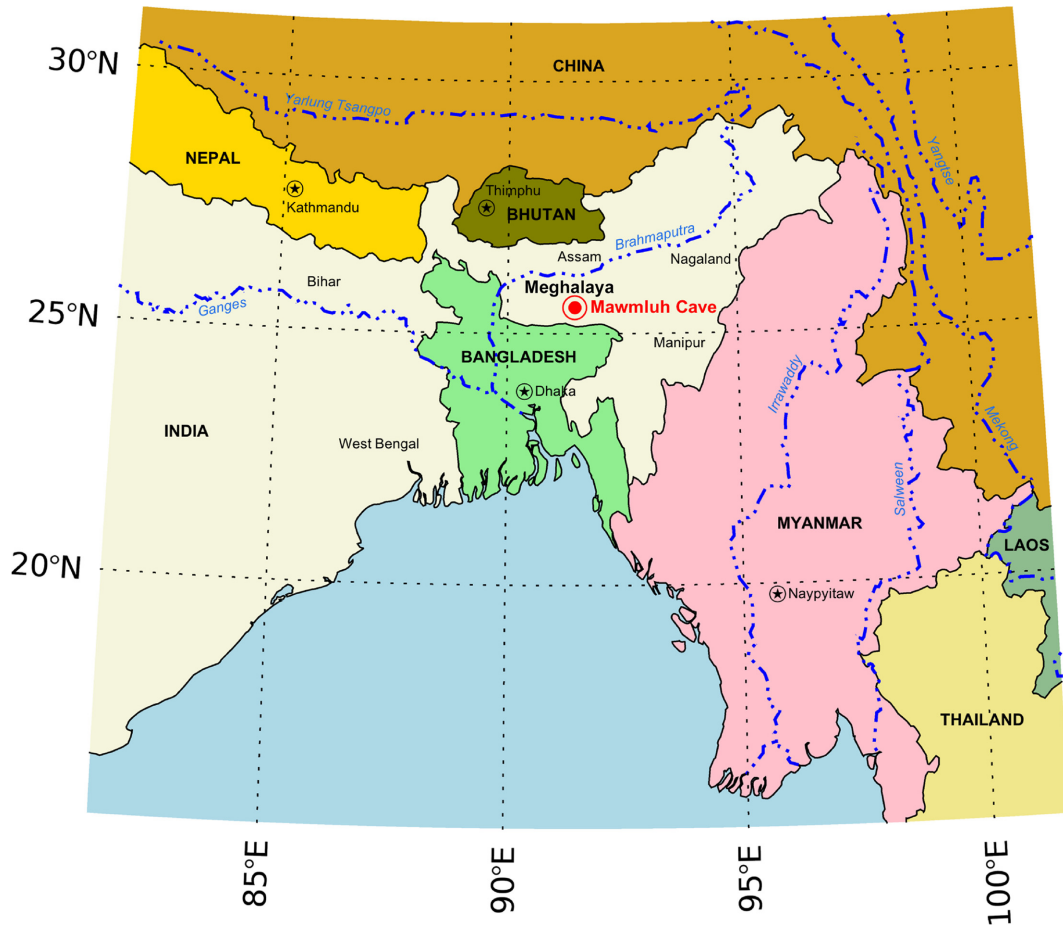 30°N
CHINA
Yarlung Tsangpo
Yangtse
NEPAL
Thimphu
Kathmandu
BHUTAN
Brahmaputra
Assam
Nagaland
Bihar
Meghalaya
Ganges
Mawmluh Cave
25°N
Manipur
BANGLADESH
Irrawaddy
Dhaka
Mekong
INDIA
West Bengal
Salween
MYANMAR
LAOS
20°N
Naypyitaw
THAILAND
85°E
90°E
95°E
100°E